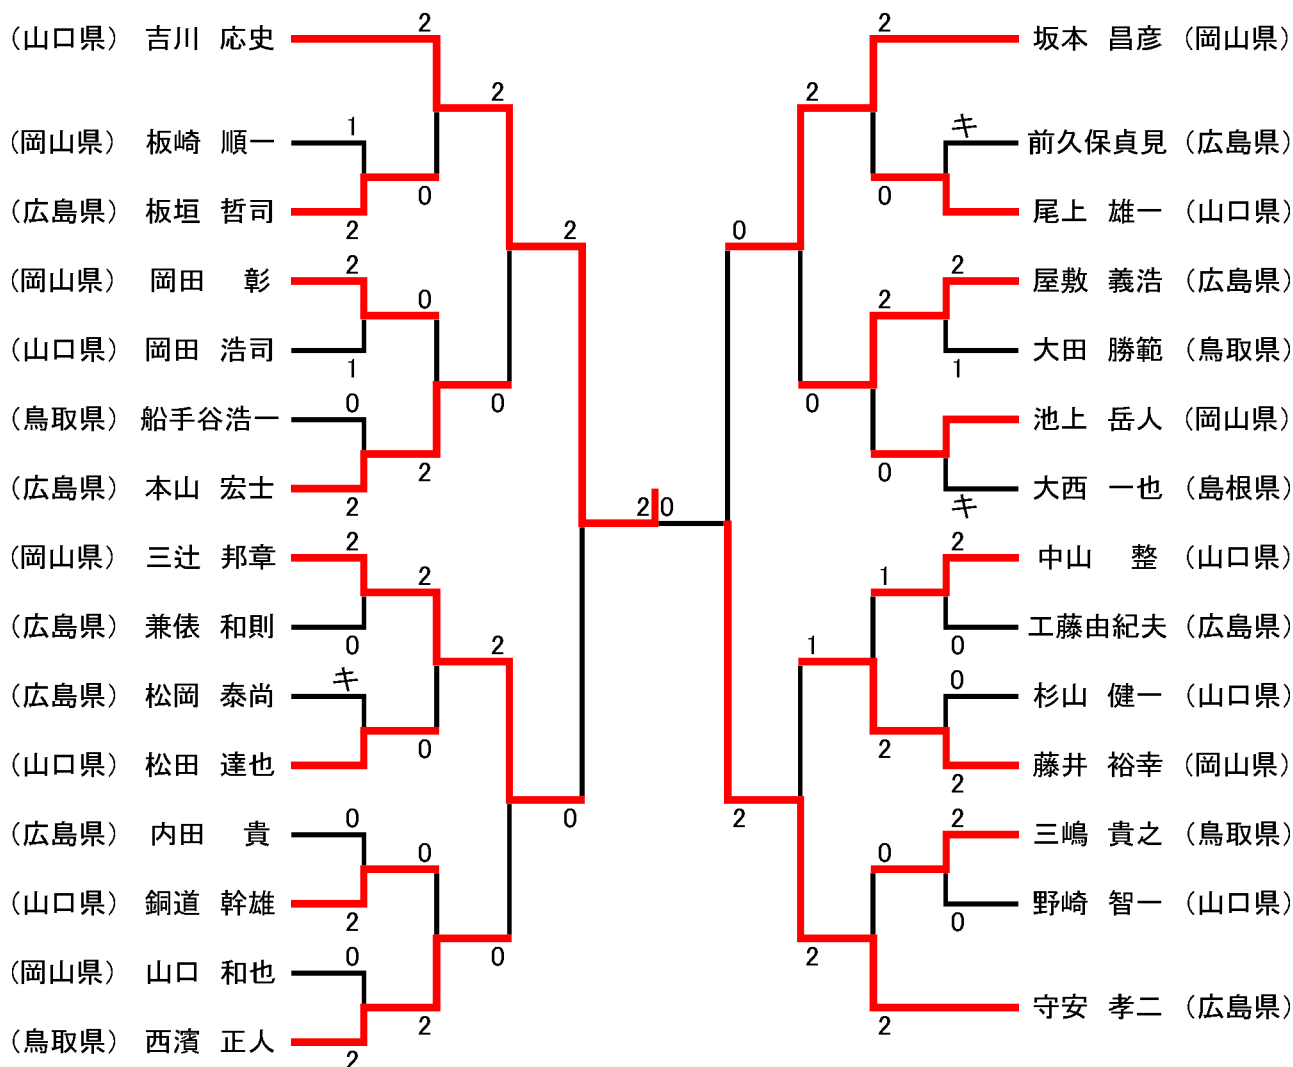 2
2
(山口県) 吉川 応史
坂本 昌彦 (岡山県)
2
2
1
キ
(岡山県) 板崎 順一
前久保貞見 (広島県)
0
0
(広島県) 板垣 哲司
尾上 雄一 (山口県)
2
2
0
2
2
(岡山県) 岡田 彰
屋敷 義浩 (広島県)
0
2
(山口県) 岡田 浩司
大田 勝範 (鳥取県)
1
1
0
0
0
(鳥取県) 船手谷浩一
池上 岳人 (岡山県)
2
0
(広島県) 本山 宏士
大西 一也 (島根県)
2
2
0
キ
2
2
(岡山県) 三辻 邦章
中山 整 (山口県)
2
1
(広島県) 兼俵 和則
工藤由紀夫 (広島県)
0
2
1
0
キ
0
(広島県) 松岡 泰尚
杉山 健一 (山口県)
0
2
(山口県) 松田 達也
藤井 裕幸 (岡山県)
2
0
0
2
2
(広島県) 内田 貴
三嶋 貴之 (鳥取県)
0
0
(山口県) 銅道 幹雄
野崎 智一 (山口県)
2
0
0
0
2
(岡山県) 山口 和也
守安 孝二 (広島県)
2
2
(鳥取県) 西濱 正人
2